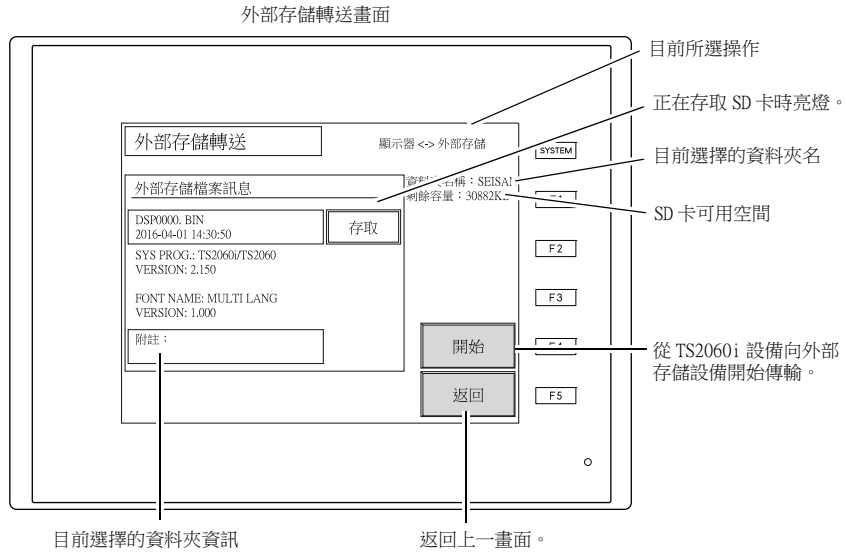 外部存儲轉送畫面
目前所選操作
正在存取 SD 卡時亮燈。
外部存儲轉送
顯示器 <-> 外部存儲
SYSTEM
目前選擇的資料夾名
外部存儲檔案訊息
資料夾名稱：SEISAN
剩餘容量：30882K
SD 卡可用空間
DSP0000. BIN
2016-04-01 14:30:50
存取
SYS PROG.: TS2060i/TS2060
VERSION: 2.150
F2
FONT NAME: MULTI LANG
VERSION: 1.000
F3
附註：
開始
從 TS2060i 設備向外部
存儲設備開始傳輸。
返回
F5
目前選擇的資料夾資訊
返回上一畫面。